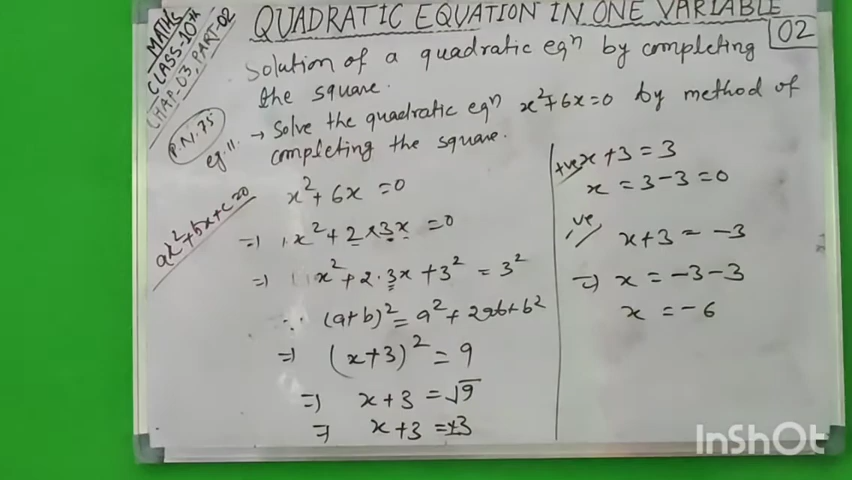 MATHS
CLASS-10th
CHAP-03, PART-02
QUADRATIC EQUATION IN ONE VARIABLE
02
Solution of a quadratic eqn by completing
the square.
P.N. 75
eg.11. → Solve the quadratic eqn x²+6x=0 by method of
completing the square.
ax²+bx+c=0
x²+6x=0
=> x²+2×3x=0
=> x²+2·3x+3²=3²
∵ (a+b)²=a²+2ab+b²
=> (x+3)²=9
=> x+3=√9
=> x+3=±3
+ve x+3=3
x=3-3=0
-ve
x+3=-3
=> x=-3-3
x=-6
InShOt